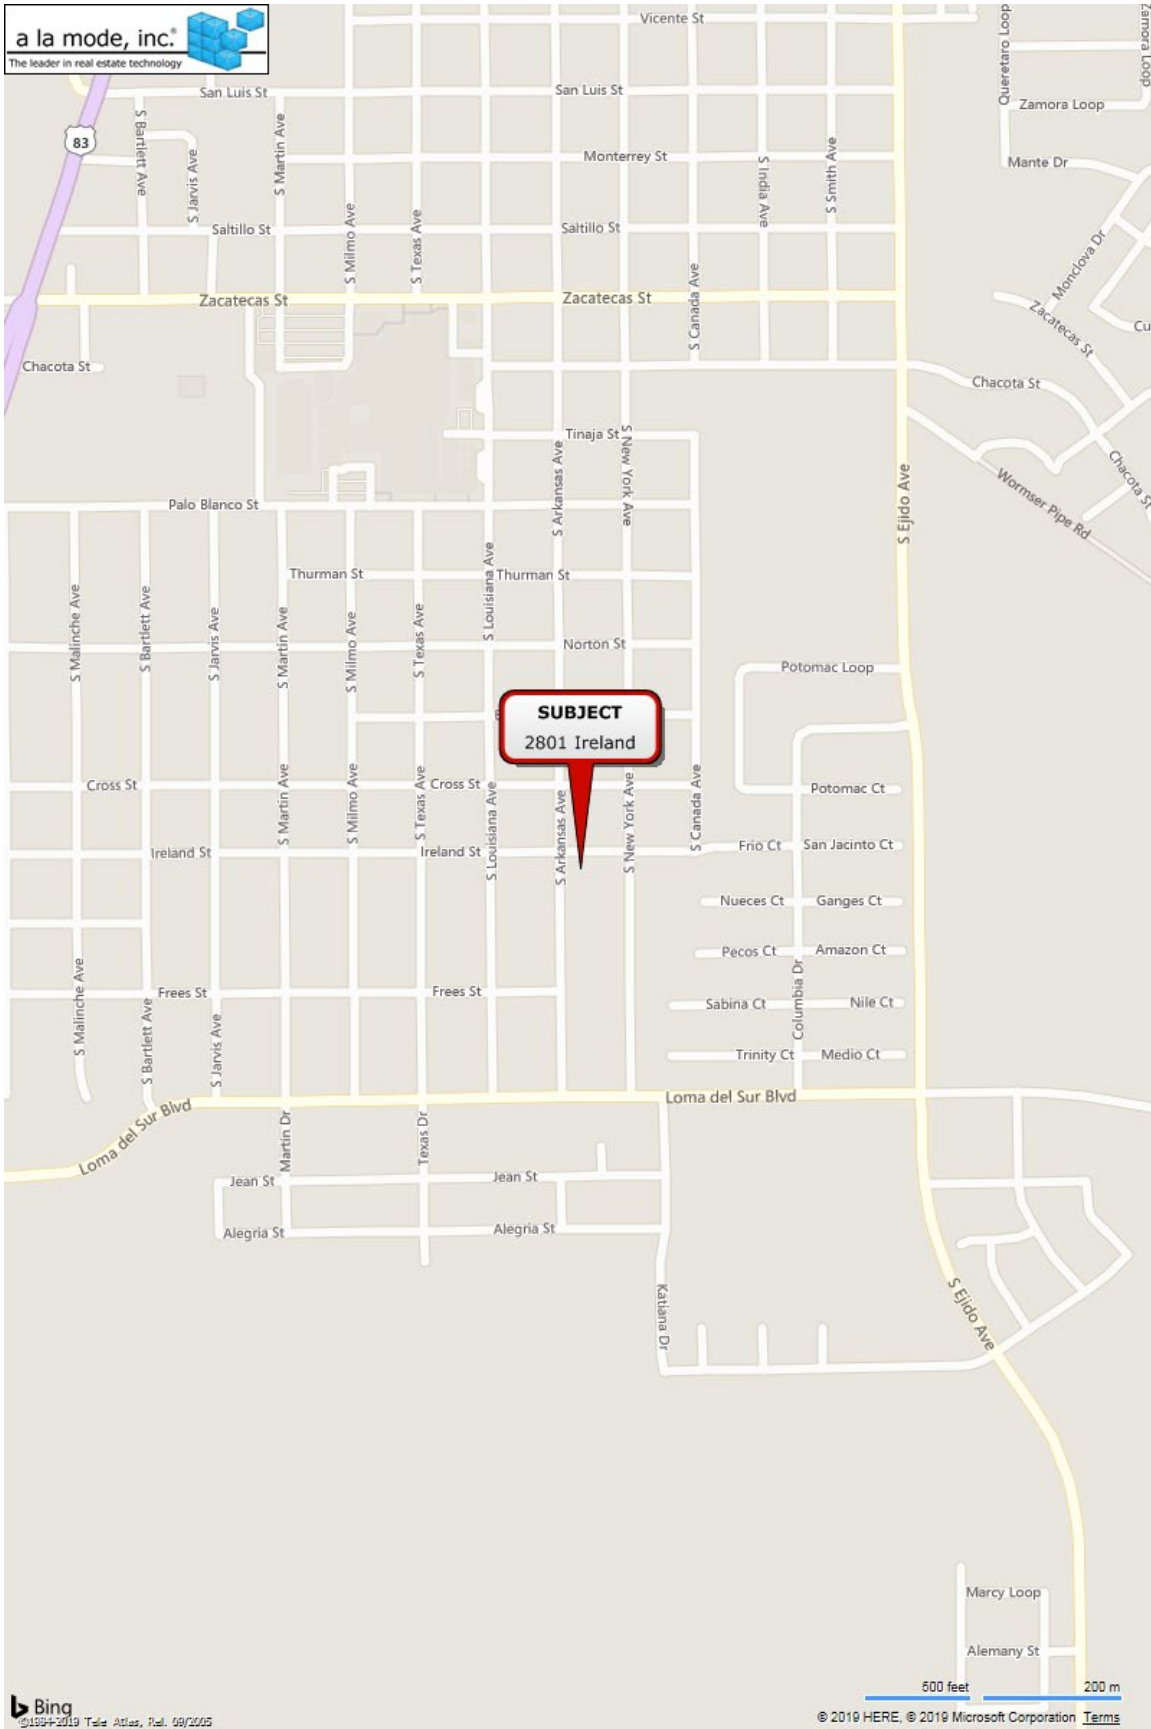 a la mode, inc.®
The leader in real estate technology
Vicente St
Queretaro Loop
Zamora Loop
San Luis St
San Luis St
Zamora Loop
83
S Bartlett Ave
S Jarvis Ave
S Martin Ave
Monterrey St
S India Ave
S Smith Ave
Mante Dr
S Milmo Ave
S Texas Ave
Saltillo St
Saltillo St
Monclova Dr
Zacatecas St
Zacatecas St
S Canada Ave
Zacatecas St
Cu
Chacota St
Chacota St
Tinaja St
S New York Ave
S Arkansas Ave
S Ejido Ave
Chacota St
Wormser Pipe Rd
Palo Blanco St
Thurman St
Thurman St
S Louisiana Ave
S Malinche Ave
S Bartlett Ave
S Jarvis Ave
S Martin Ave
S Milmo Ave
S Texas Ave
Norton St
Potomac Loop
SUBJECT
2801 Ireland
Cross St
Cross St
S Martin Ave
S Milmo Ave
S Texas Ave
S Louisiana Ave
S Arkansas Ave
S New York Ave
S Canada Ave
Potomac Ct
Ireland St
Ireland St
Frio Ct
San Jacinto Ct
Nueces Ct
Ganges Ct
Pecos Ct
Amazon Ct
S Malinche Ave
S Bartlett Ave
S Jarvis Ave
Frees St
Frees St
Sabina Ct
Columbia Dr
Nile Ct
Trinity Ct
Medio Ct
Loma del Sur Blvd
Loma del Sur Blvd
Martin Dr
Texas Dr
Jean St
Jean St
Alegria St
Alegria St
Katiana Dr
S Ejido Ave
Marcy Loop
Alemany St
500 feet
200 m
Bing
©1984-2019 Tele Atlas, Rel. 09/2005
© 2019 HERE, © 2019 Microsoft Corporation Terms